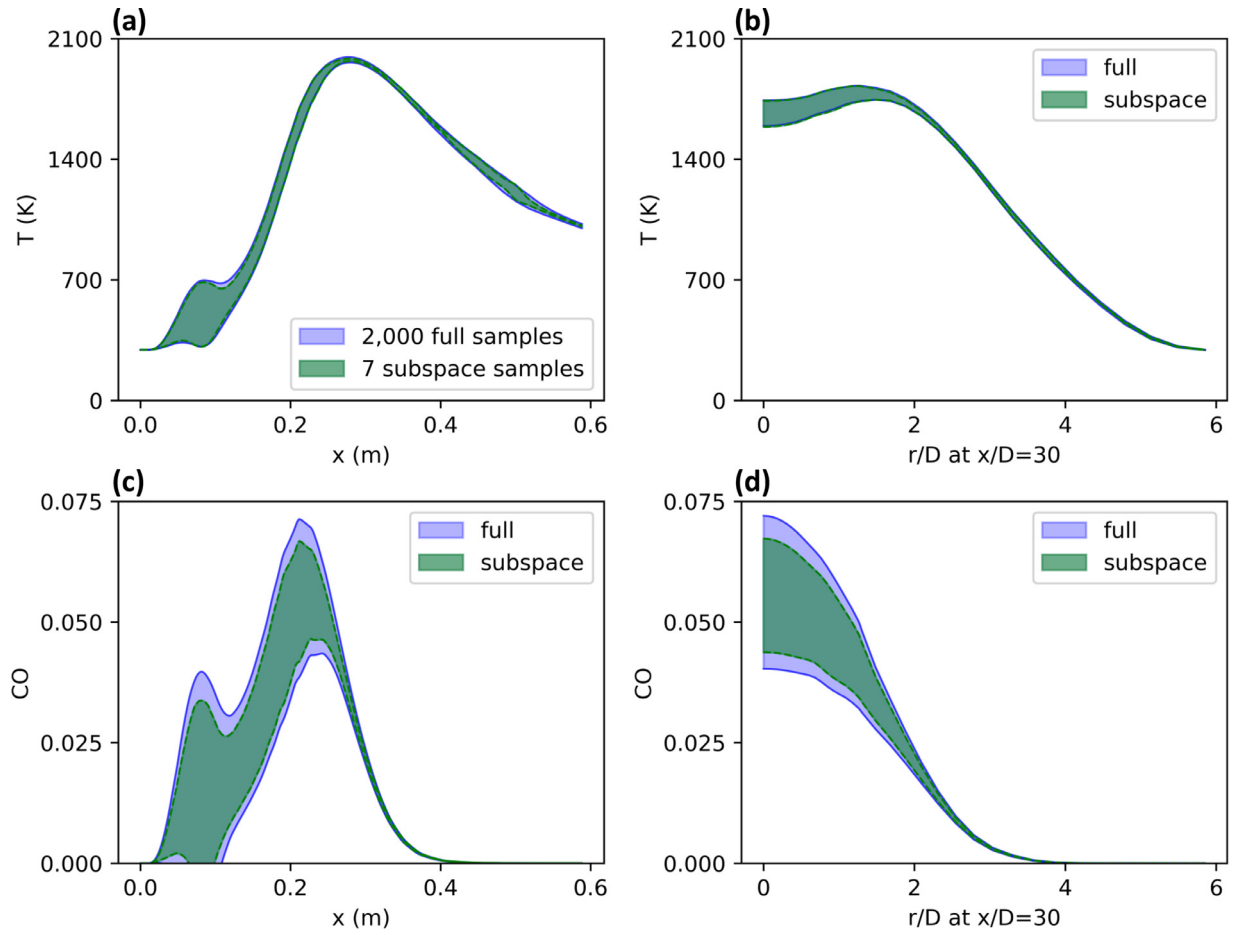 (a)
2100
1400
700
0
T (K)
2,000 full samples
7 subspace samples
0.0 0.2 0.4 0.6
x (m)
(b)
2100
1400
700
0
T (K)
full
subspace
0 2 4 6
r/D at x/D=30
(c)
0.075
0.050
0.025
0.000
CO
full
subspace
0.0 0.2 0.4 0.6
x (m)
(d)
0.075
0.050
0.025
0.000
CO
full
subspace
0 2 4 6
r/D at x/D=30